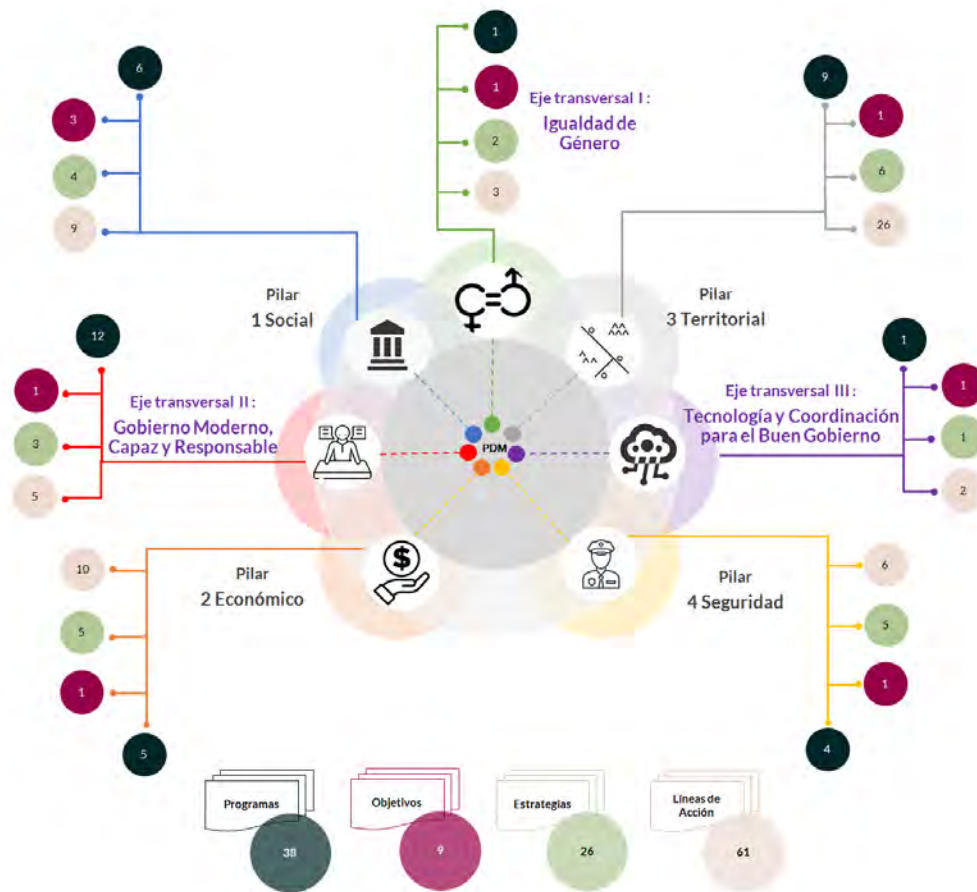 1
6
9
3
1
1
Eje transversal I :
Igualdad de
Género
4
2
6
9
3
26
Pilar
1 Social
Pilar
3 Territorial
12
1
1
Eje transversal II :
Gobierno Moderno,
Capaz y Responsable
3
5
PDM
Eje transversal III :
Tecnología y Coordinación
para el Buen Gobierno
1
1
2
10
5
1
5
Pilar
2 Económico
$
Pilar
4 Seguridad
6
5
1
4
Programas
38
Objetivos
9
Estrategias
26
Líneas de
Acción
61